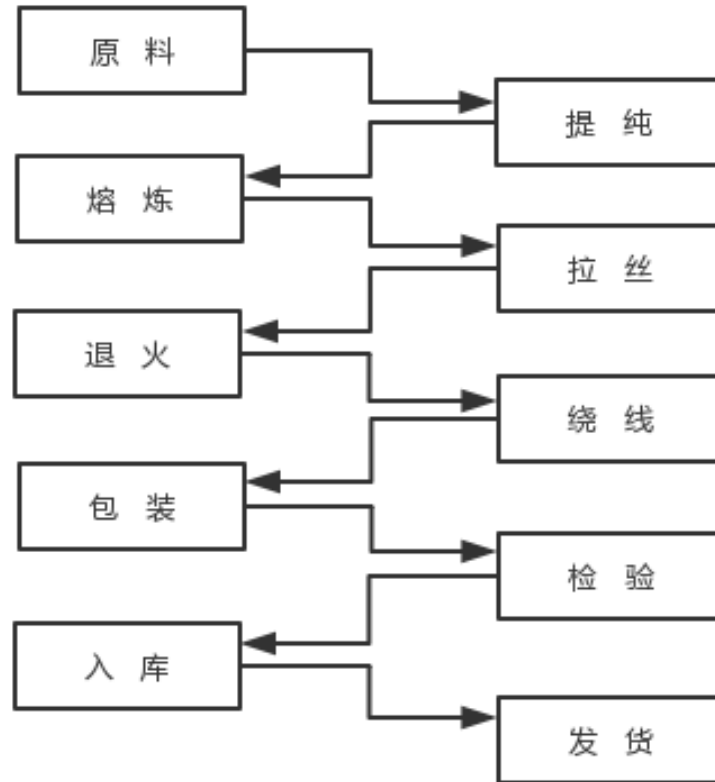 原 料
提 纯
熔 炼
拉 丝
退 火
绕 线
包 装
检 验
入 库
发 货